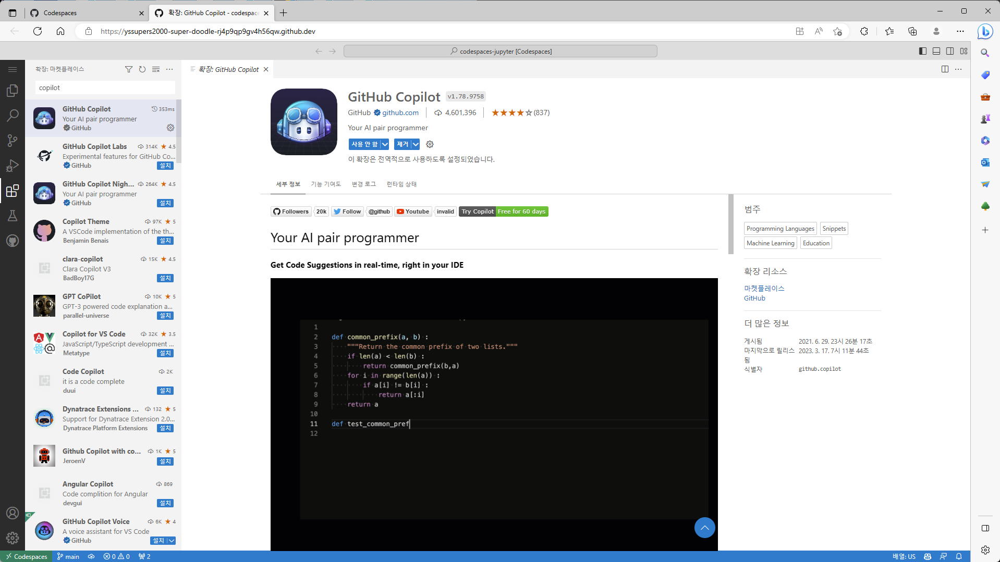 Codespaces
확장: GitHub Copilot - codespace
https://yssupers2000-super-doodle-rj4p9qp9gv4h56qw.github.dev
codespaces-jupyter [Codespaces]
확장: 마켓플레이스
copilot
GitHub Copilot 353ms
Your AI pair programmer
GitHub
GitHub Copilot Labs 314K ★ 4.5
Experimental features for GitHub Co...
GitHub 설치
GitHub Copilot Nigh... 264K ★ 4.5
Your AI pair programmer
GitHub 설치
Copilot Theme 97K ★ 5
A VSCode implementation of the th...
Benjamin Benais 설치
clara-copilot 15K ★ 4.5
Clara Copilot V3
BadBoy17G 설치
GPT CoPilot 10K ★ 5
GPT-3 powered code explanation a...
parallel-universe 설치
Copilot for VS Code 32K ★ 3.5
JavaScript/TypeScript development ...
Metatype 설치
Code Copilot 2K
it is a code complete
duui 설치
Dynatrace Extensions ... 132 ★ 5
Support for Dynatrace Extension 2.0...
Dynatrace Platform Extensions 설치
Github Copilot with co... 1K ★ 5
JeroenV 설치
Angular Copilot 869
Code complition for Angular
devgui 설치
GitHub Copilot Voice 6K ★ 4
A voice assistant for VS Code
GitHub 설치
확장: GitHub Copilot
GitHub Copilot v1.78.9758
GitHub github.com 4,601,396 ★★★★☆(837)
Your AI pair programmer
사용 안 함 제거
이 확장은 전역적으로 사용하도록 설정되었습니다.
세부 정보 기능 기여도 변경 로그 런타임 상태
Followers 20k Follow @github Youtube invalid Try Copilot Free for 60 days
Your AI pair programmer
Get Code Suggestions in real-time, right in your IDE
1
2 def common_prefix(a, b) :
3 """Return the common prefix of two lists."""
4 if len(a) < len(b) :
5 return common_prefix(b,a)
6 for i in range(len(a)) :
7 if a[i] != b[i] :
8 return a[:i]
9 return a
10
11 def test_common_pref
12
범주
Programming Languages Snippets
Machine Learning Education
확장 리소스
마켓플레이스
GitHub
더 많은 정보
게시됨 2021. 6. 29. 23시 26분 17초
마지막으로 릴리스 2023. 3. 17. 7시 11분 44초
됨
식별자 github.copilot
Codespaces main 0 0 2 배열: US